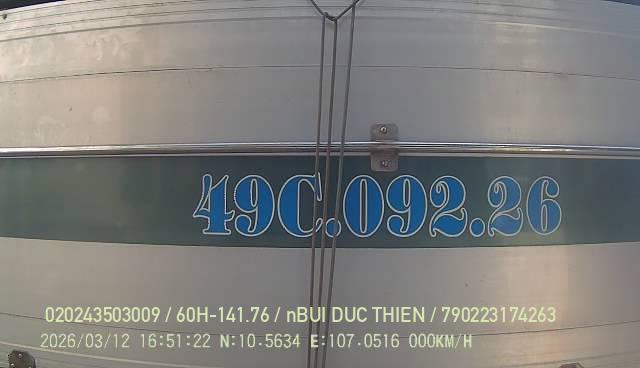 49C.092.26
020243503009 / 60H-141.76 / nBUI DUC THIEN / 790223174263
2026/03/12 16:51:22 N:10.5634 E:107.0516 000KM/H